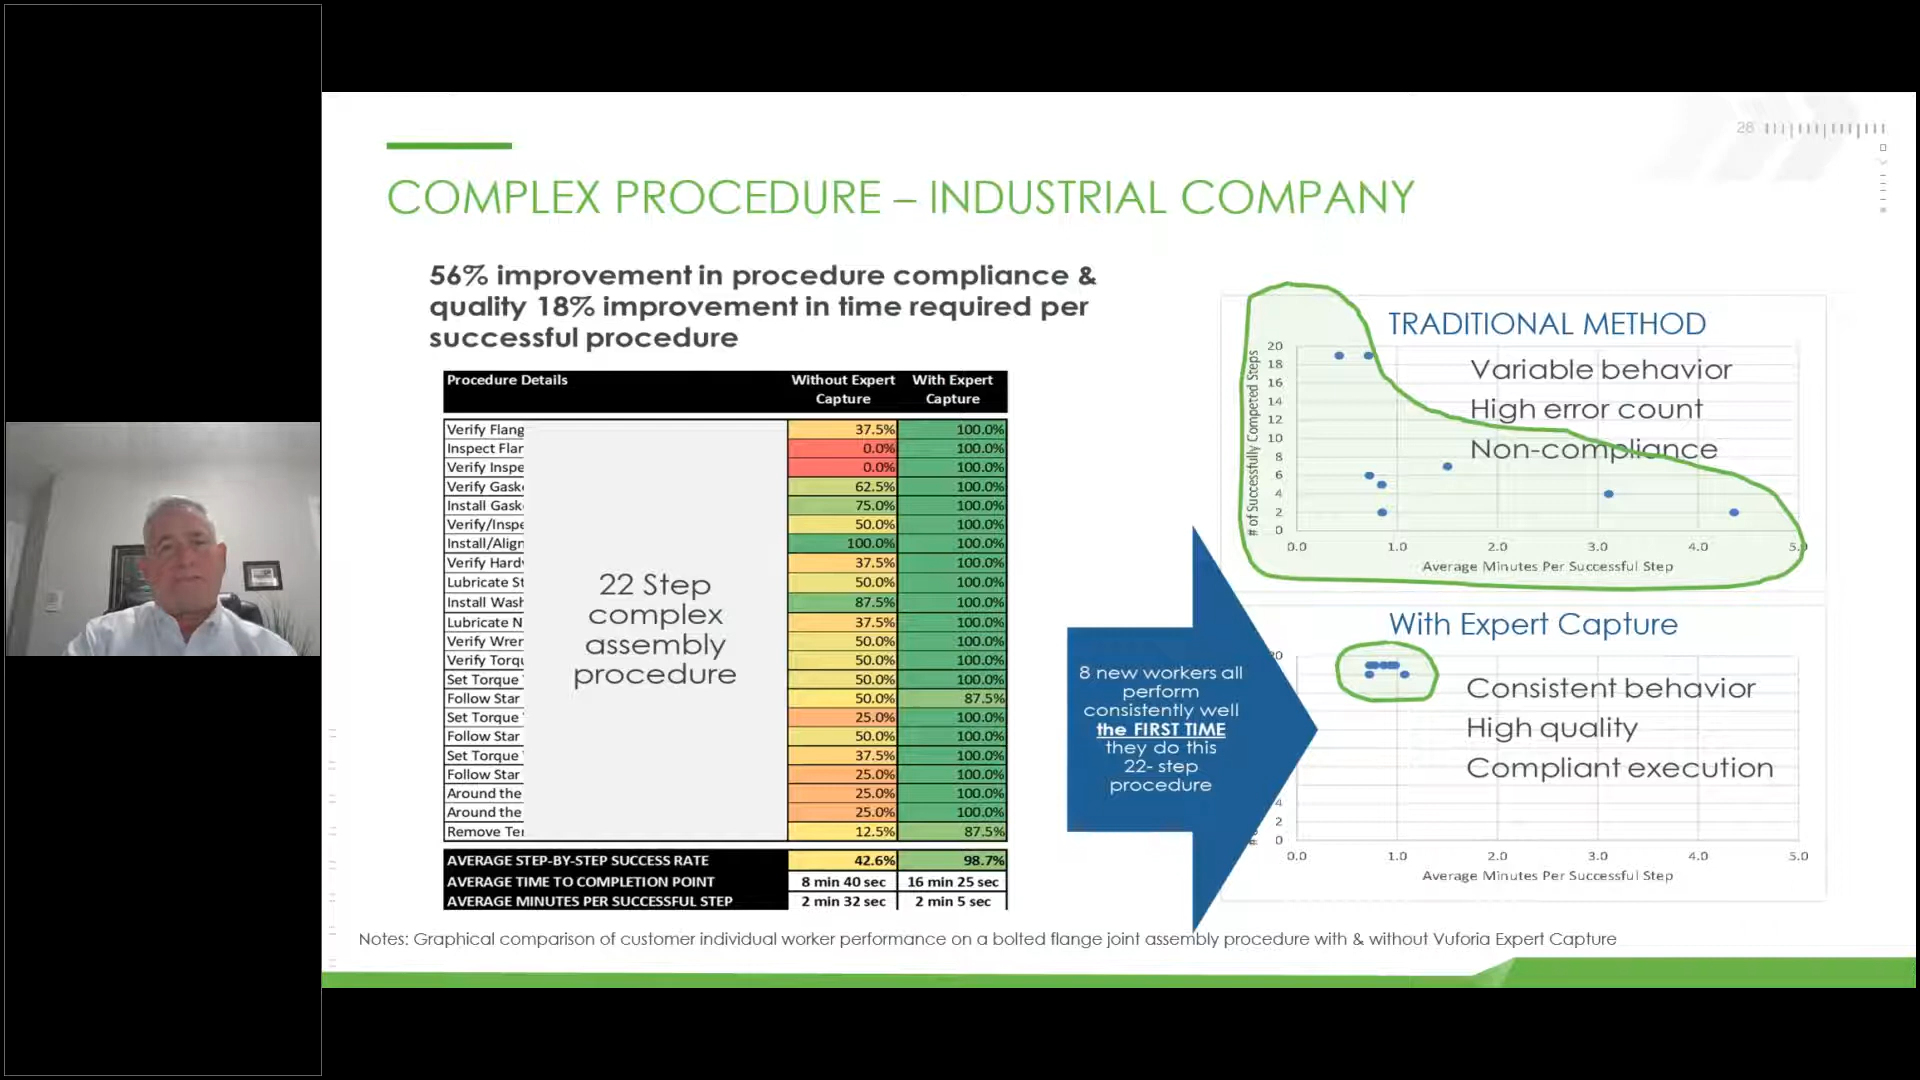 28
COMPLEX PROCEDURE – INDUSTRIAL COMPANY
56% improvement in procedure compliance &
quality 18% improvement in time required per
successful procedure
Procedure Details Without Expert Capture With Expert Capture
Verify Flang 37.5% 100.0%
Inspect Flar 0.0% 100.0%
Verify Inspe 0.0% 100.0%
Verify Gask 62.5% 100.0%
Install Gask 75.0% 100.0%
Verify/Inspe 50.0% 100.0%
Install/Align 100.0% 100.0%
Verify Hardw 37.5% 100.0%
Lubricate St 50.0% 100.0%
Install Wash 87.5% 100.0%
Lubricate N 37.5% 100.0%
Verify Wrer 50.0% 100.0%
Verify Torqu 50.0% 100.0%
Set Torque 50.0% 100.0%
Follow Star 50.0% 87.5%
Set Torque 25.0% 100.0%
Follow Star 50.0% 100.0%
Set Torque 37.5% 100.0%
Follow Star 25.0% 100.0%
Around the 25.0% 100.0%
Around the 25.0% 100.0%
Remove Ter 12.5% 87.5%
22 Step
complex
assembly
procedure
AVERAGE STEP-BY-STEP SUCCESS RATE 42.6% 98.7%
AVERAGE TIME TO COMPLETION POINT 8 min 40 sec 16 min 25 sec
AVERAGE MINUTES PER SUCCESSFUL STEP 2 min 32 sec 2 min 5 sec
8 new workers all
perform
consistently well
the FIRST TIME
they do this
22- step
procedure
TRADITIONAL METHOD
Variable behavior
High error count
Non-compliance
# of Successfully Competed Steps
20
18
16
14
12
10
8
6
4
2
0
0.0 1.0 2.0 3.0 4.0 5.0
Average Minutes Per Successful Step
With Expert Capture
Consistent behavior
High quality
Compliant execution
20
4
2
0
0.0 1.0 2.0 3.0 4.0 5.0
Average Minutes Per Successful Step
Notes: Graphical comparison of customer individual worker performance on a bolted flange joint assembly procedure with & without Vuforia Expert Capture